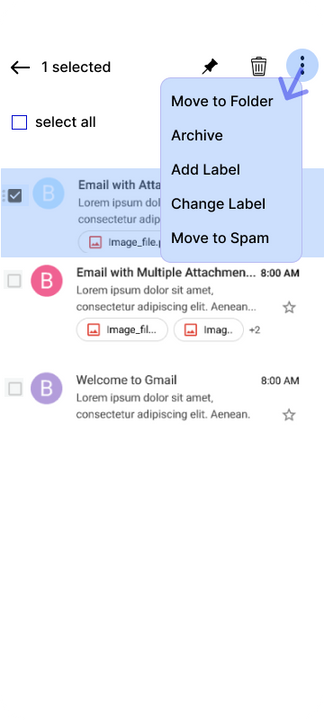 1 selected
Move to Folder
select all
Archive
Add Label
Change Label
Move to Spam
B
Email with Atta
Lorem ipsum dol
consectetur adip
Image_file.p
B
Email with Multiple Attachmen... 8:00 AM
Lorem ipsum dolor sit amet,
consectetur adipiscing elit. Aenean...
Image_fil...
Imag..
+2
B
Welcome to Gmail
8:00 AM
Lorem ipsum dolor sit amet,
consectetur adipiscing elit. Aenean.